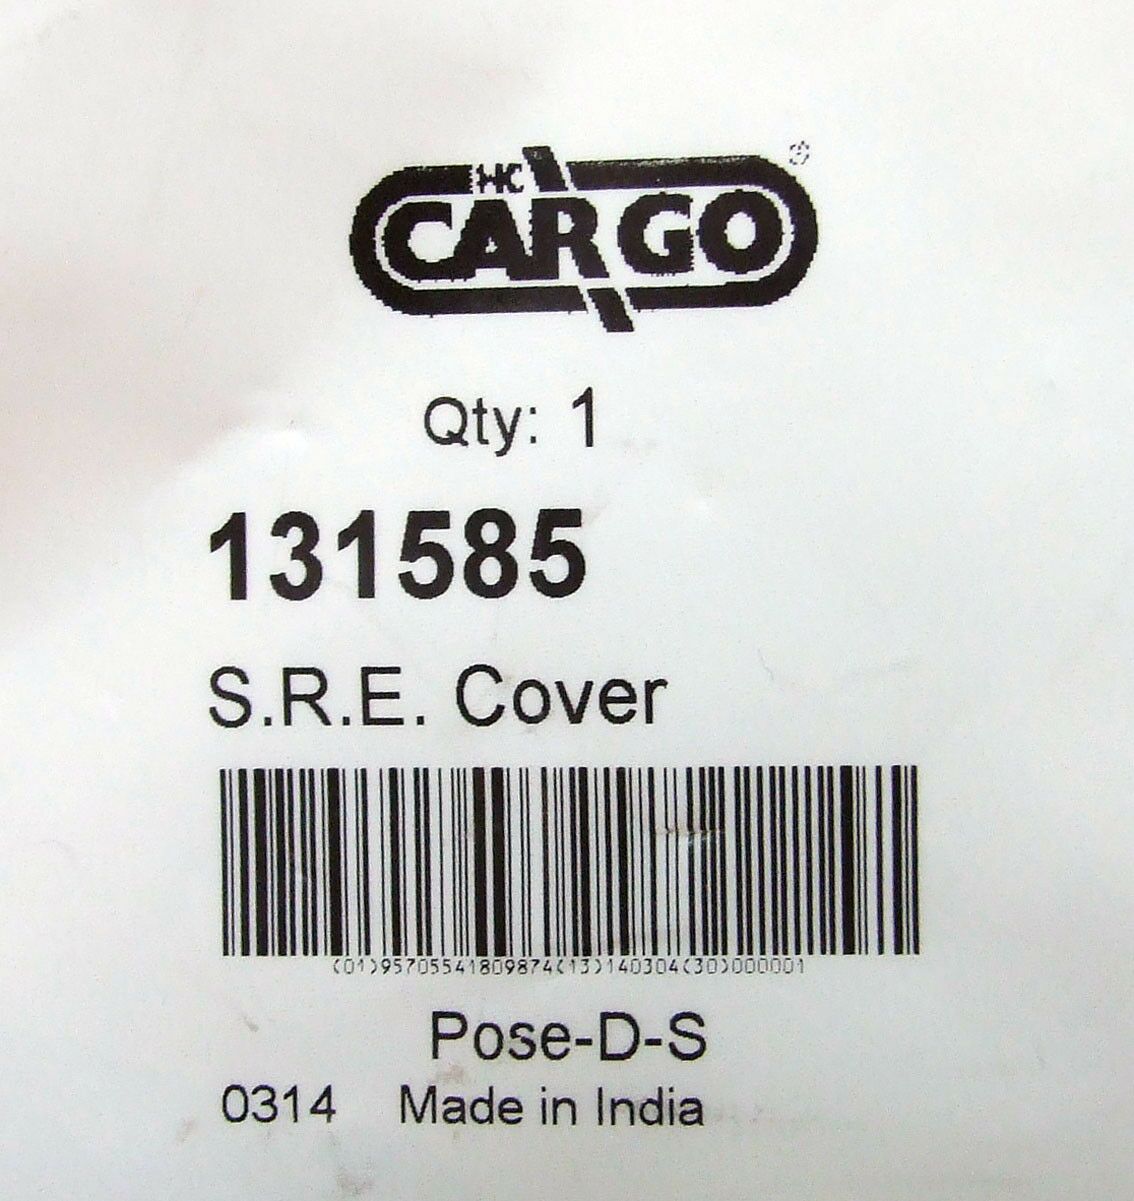 HC
CARGO
®
Qty: 1
131585
S.R.E. Cover
(01)95705541809874(13)140304(30)000001
Pose-D-S
0314 Made in India